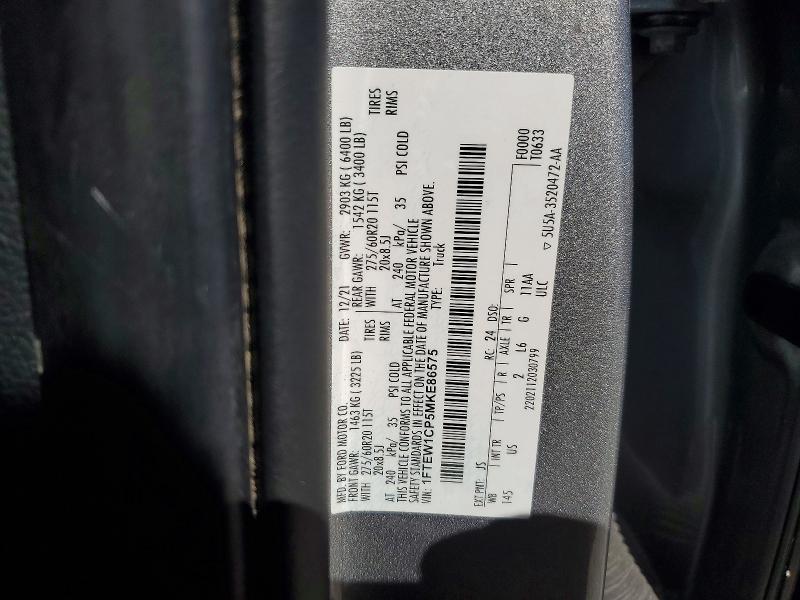 MFD. BY FORD MOTOR CO. DATE: 12/21 GVWR: 2903 KG ( 6400 LB)
FRONT GAWR: 1463 KG ( 3225 LB) REAR GAWR: 1542 KG ( 3400 LB)
WITH 275/60R20 115T TIRES WITH 275/60R20 115T TIRES
20x8.5J RIMS 20x8.5J RIMS
AT 240 kPa/ 35 PSI COLD AT 240 kPa/ 35 PSI COLD
THIS VEHICLE CONFORMS TO ALL APPLICABLE FEDERAL MOTOR VEHICLE
SAFETY STANDARDS IN EFFECT ON THE DATE OF MANUFACTURE SHOWN ABOVE.
VIN: 1FTEW1CP5MKE86575 TYPE: Truck
EXT PNT: JS RC: 24 DSO: F0000
WB INT TR TP/PS R AXLE TR SPR T0633
145 US 2 L6 G 11AA
2202112030799 ULC
▽ 5U5A-3520472-AA